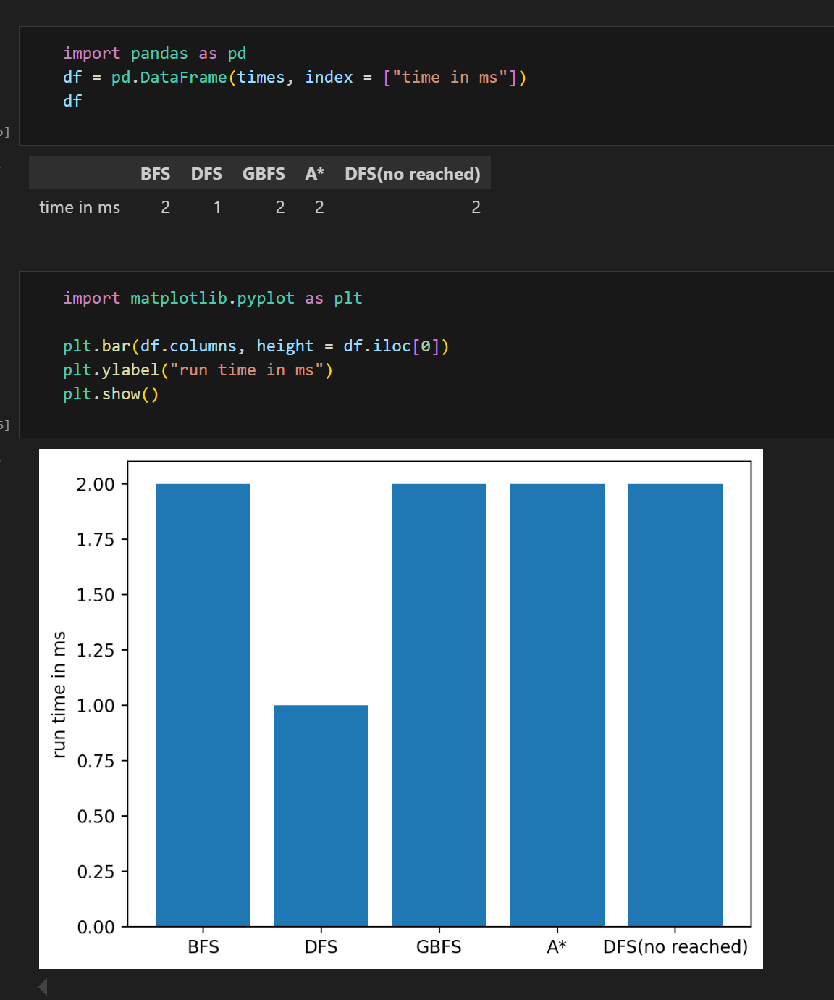 import pandas as pd
df = pd.DataFrame(times, index = ["time in ms"])
df
5]
BFS DFS GBFS A* DFS(no reached)
time in ms 2 1 2 2 2
import matplotlib.pyplot as plt
plt.bar(df.columns, height = df.iloc[0])
plt.ylabel("run time in ms")
plt.show()
5]
2.00
1.75
1.50
1.25
1.00
0.75
0.50
0.25
0.00
run time in ms
BFS DFS GBFS A* DFS(no reached)